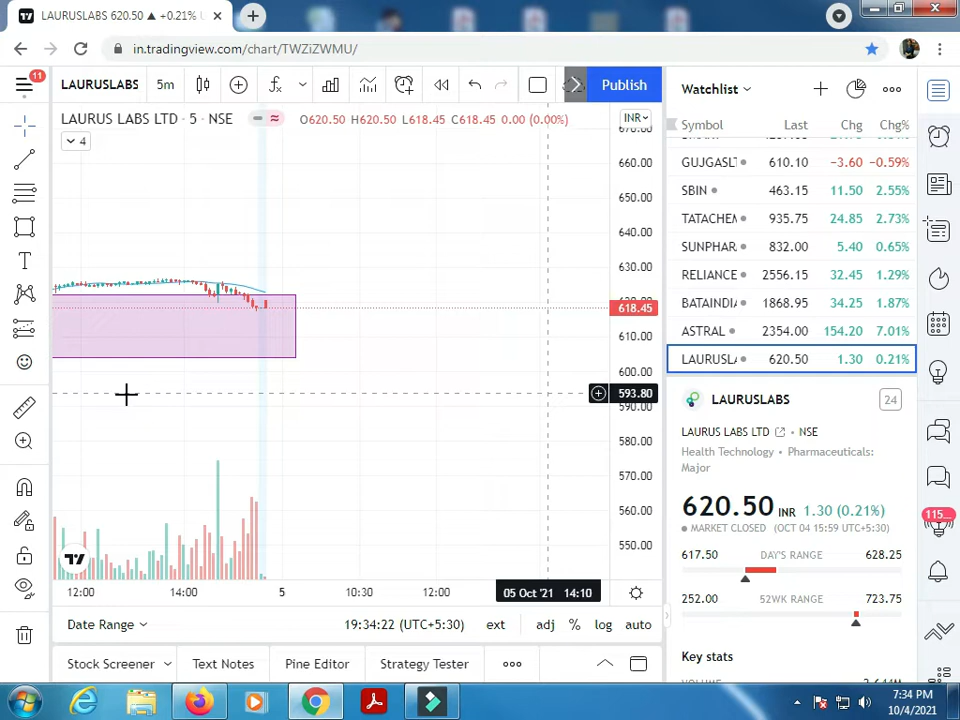 LAURUSLABS 620.50 ▲ +0.21%
in.tradingview.com/chart/TWZiZWMU/
11
LAURUSLABS 5m Publish
LAURUS LABS LTD · 5 · NSE
O620.50 H620.50 L618.45 C618.45 0.00 (0.00%)
INR
4
670.00
660.00
650.00
640.00
630.00
620.00
618.45
610.00
600.00
593.80
590.00
580.00
570.00
560.00
550.00
12:00 14:00 5 10:30 12:00 05 Oct '21 14:10
Date Range 19:34:22 (UTC+5:30) ext adj % log auto
Stock Screener Text Notes Pine Editor Strategy Tester
Watchlist
Symbol Last Chg Chg%
GUJGASLT 610.10 −3.60 −0.59%
SBIN 463.15 11.50 2.55%
TATACHEM 935.75 24.85 2.73%
SUNPHAR 832.00 5.40 0.65%
RELIANCE 2556.15 32.45 1.29%
BATAINDIA 1868.95 34.25 1.87%
ASTRAL 2354.00 154.20 7.01%
LAURUSLA 620.50 1.30 0.21%
LAURUSLABS 24
LAURUS LABS LTD · NSE
Health Technology · Pharmaceuticals:
Major
620.50 INR 1.30 (0.21%)
MARKET CLOSED (OCT 04 15:59 UTC+5:30)
617.50 DAY'S RANGE 628.25
252.00 52WK RANGE 723.75
Key stats
115...
7:34 PM
10/4/2021